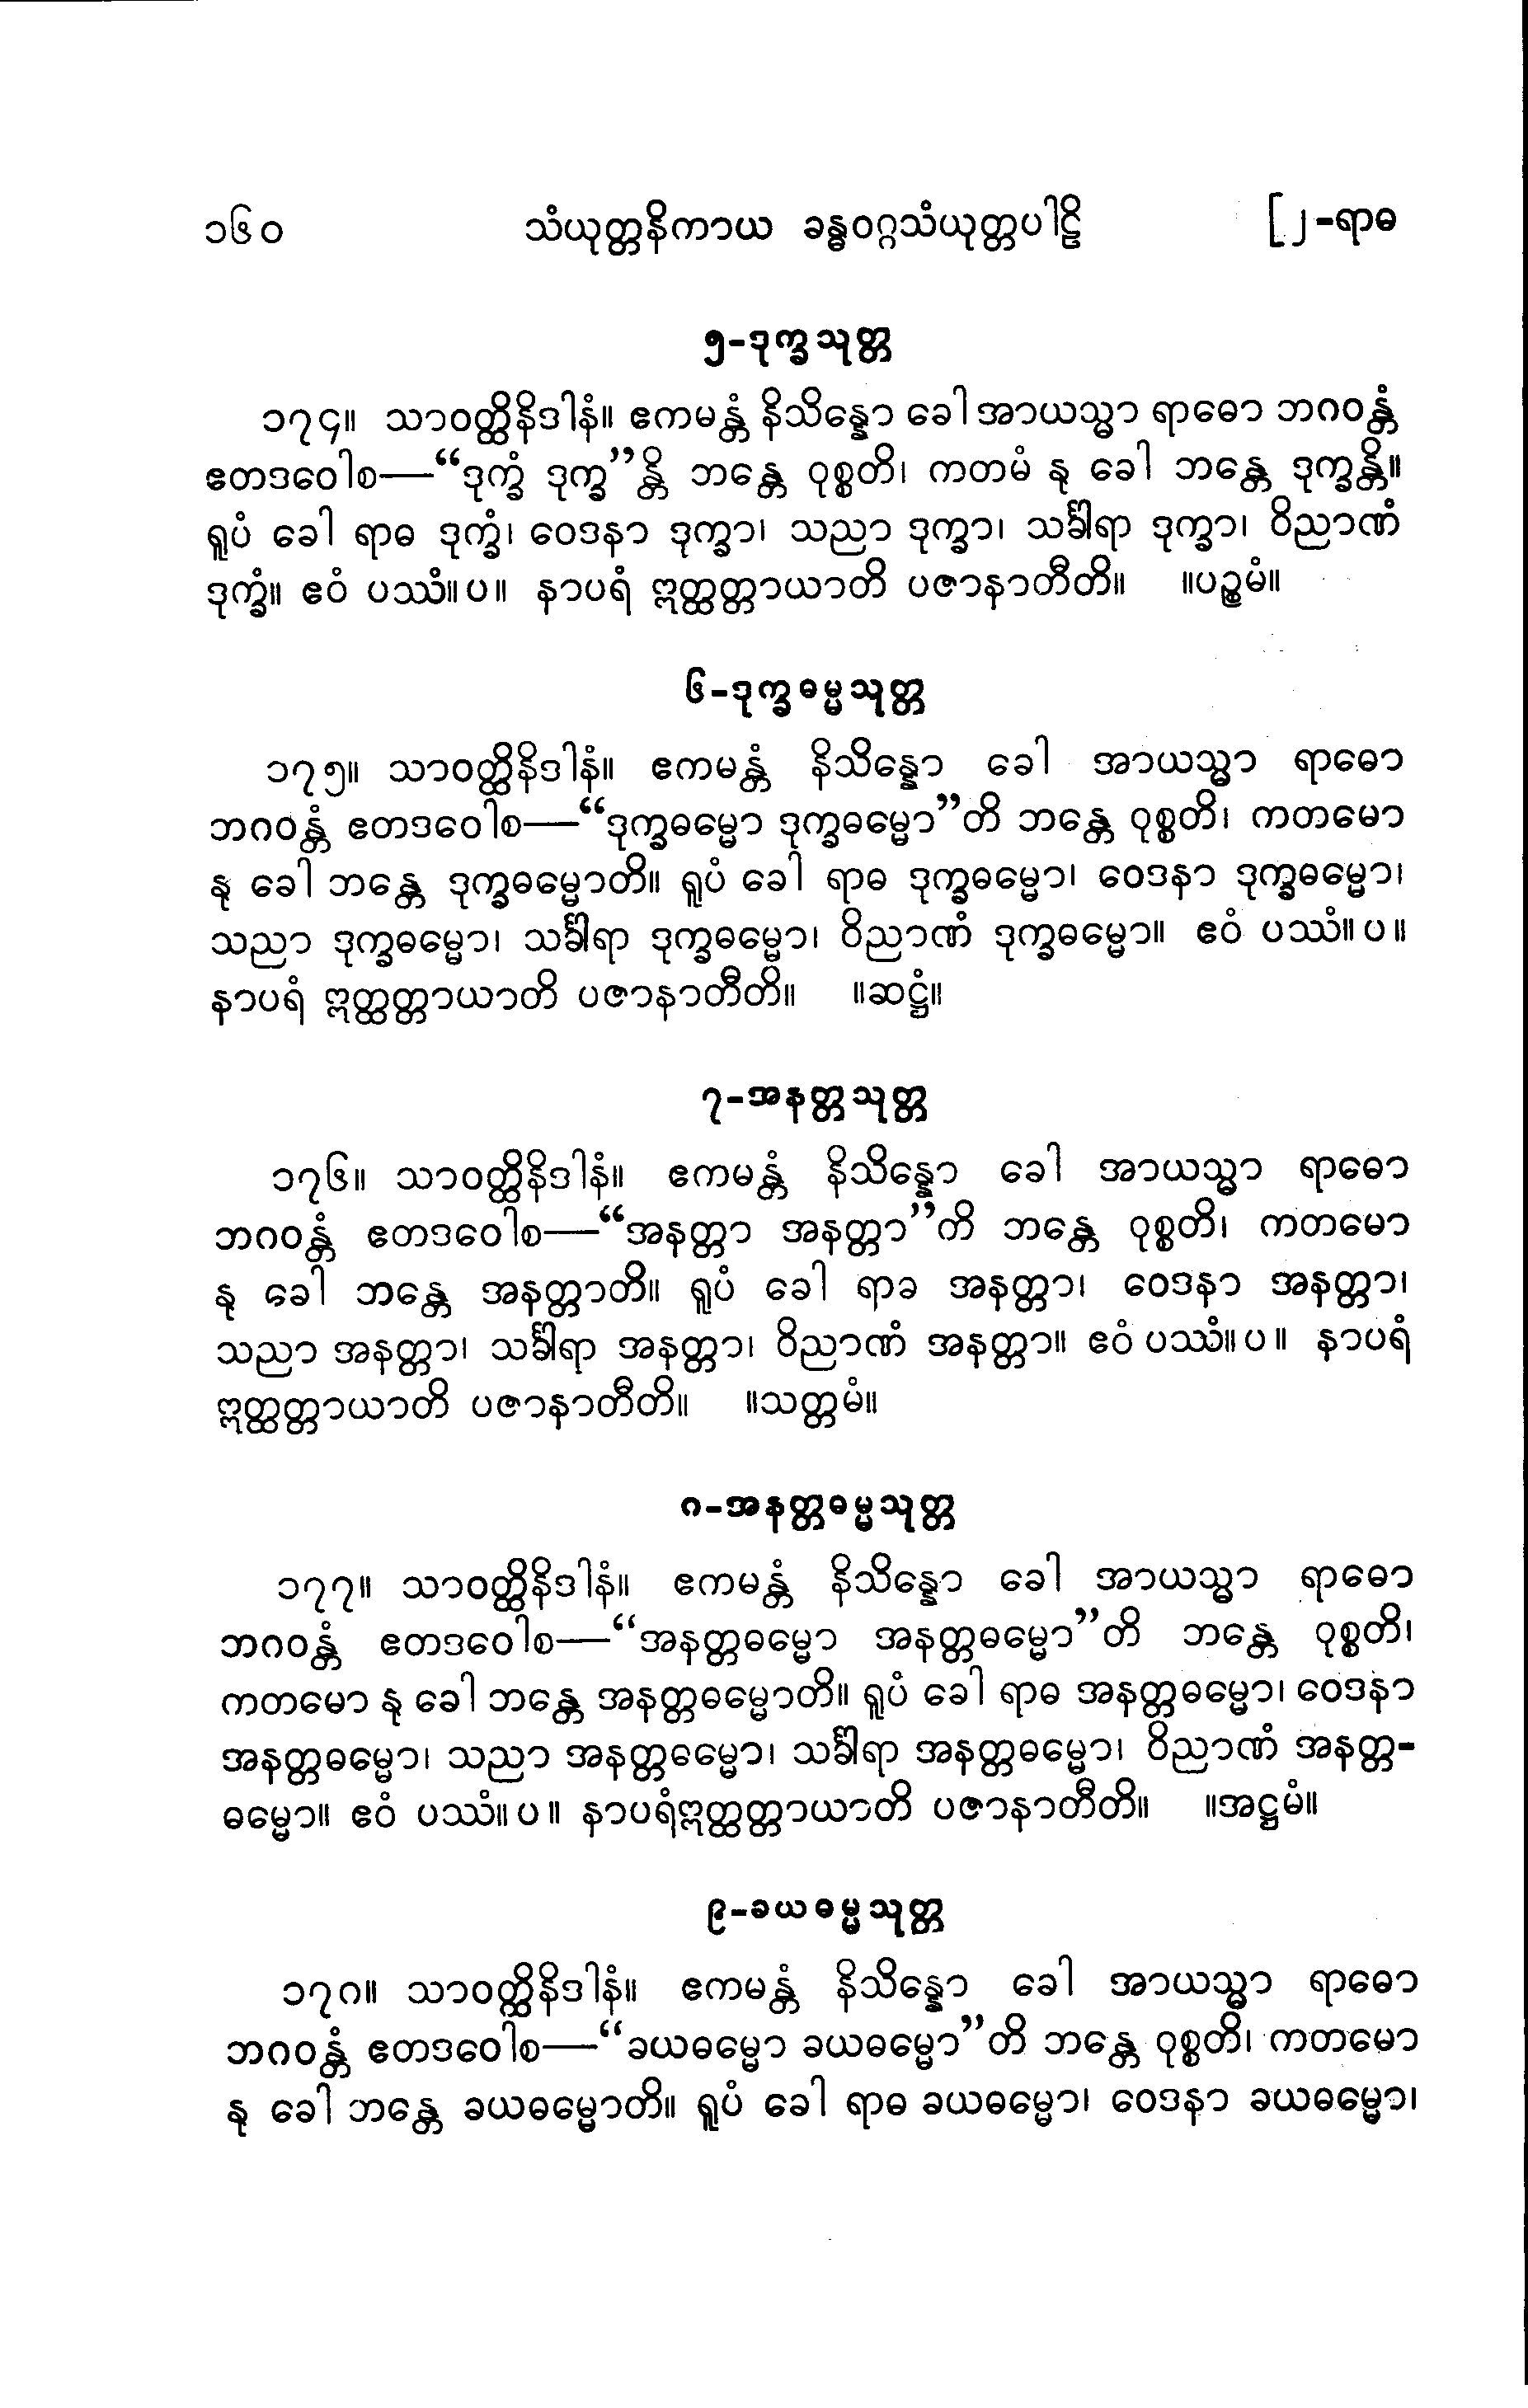 ၁၆၀ သံယုတ္တနိကာယ ခန္ဓဝဂ္ဂသံယုတ္တပါဠိ [၂-ရာဓ
၅-ဒုက္ခသုတ္တ
၁၇၄။ သာဝတ္ထိနိဒါနံ။ ဧကမန္တံ နိသိန္နော ခေါ အာယသ္မာ ရာဓော ဘဂဝန္တံ
ဧတဒဝေါစ—“ဒုက္ခံ ဒုက္ခ”န္တိ ဘန္တေ ဝုစ္စတိ၊ ကတမံ နု ခေါ ဘန္တေ ဒုက္ခန္တိ။
ရူပံ ခေါ ရာဓ ဒုက္ခံ၊ ဝေဒနာ ဒုက္ခာ၊ သညာ ဒုက္ခာ၊ သင်္ခါရာ ဒုက္ခာ၊ ဝိညာဏံ
ဒုက္ခံ။ ဧဝံ ပဿံ။ပ။ နာပရံ ဣတ္ထတ္တာယာတိ ပဇာနာတီတိ။ ။ပဉ္စမံ။
၆-ဒုက္ခဓမ္မသုတ္တ
၁၇၅။ သာဝတ္ထိနိဒါနံ။ ဧကမန္တံ နိသိန္နော ခေါ အာယသ္မာ ရာဓော
ဘဂဝန္တံ ဧတဒဝေါစ—“ဒုက္ခဓမ္မော ဒုက္ခဓမ္မော”တိ ဘန္တေ ဝုစ္စတိ၊ ကတမော
နု ခေါ ဘန္တေ ဒုက္ခဓမ္မောတိ။ ရူပံ ခေါ ရာဓ ဒုက္ခဓမ္မော၊ ဝေဒနာ ဒုက္ခဓမ္မော၊
သညာ ဒုက္ခဓမ္မော၊ သင်္ခါရာ ဒုက္ခဓမ္မော၊ ဝိညာဏံ ဒုက္ခဓမ္မော။ ဧဝံ ပဿံ။ပ။
နာပရံ ဣတ္ထတ္တာယာတိ ပဇာနာတီတိ။ ။ဆဋ္ဌံ။
၇-အနတ္တသုတ္တ
၁၇၆။ သာဝတ္ထိနိဒါနံ။ ဧကမန္တံ နိသိန္နော ခေါ အာယသ္မာ ရာဓော
ဘဂဝန္တံ ဧတဒဝေါစ—“အနတ္တာ အနတ္တာ”ကိ ဘန္တေ ဝုစ္စတိ၊ ကတမော
နု ခေါ ဘန္တေ အနတ္တာတိ။ ရူပံ ခေါ ရာခ အနတ္တာ၊ ဝေဒနာ အနတ္တာ၊
သညာ အနတ္တာ၊ သင်္ခါရာ အနတ္တာ၊ ဝိညာဏံ အနတ္တာ။ ဧဝံ ပဿံ။ပ။ နာပရံ
ဣတ္ထတ္တာယာတိ ပဇာနာတီတိ။ ။သတ္တမံ။
၈-အနတ္တဓမ္မသုတ္တ
၁၇၇။ သာဝတ္ထိနိဒါနံ။ ဧကမန္တံ နိသိန္နော ခေါ အာယသ္မာ ရာဓော
ဘဂဝန္တံ ဧတဒဝေါစ—“အနတ္တဓမ္မော အနတ္တဓမ္မော”တိ ဘန္တေ ဝုစ္စတိ၊
ကတမော နု ခေါ ဘန္တေ အနတ္တဓမ္မောတိ။ ရူပံ ခေါ ရာဓ အနတ္တဓမ္မော၊ ဝေဒနာ
အနတ္တဓမ္မော၊ သညာ အနတ္တဓမ္မော၊ သင်္ခါရာ အနတ္တဓမ္မော၊ ဝိညာဏံ အနတ္တ-
ဓမ္မော။ ဧဝံ ပဿံ။ပ။ နာပရံဣတ္ထတ္တာယာတိ ပဇာနာတီတိ။ ။အဋ္ဌမံ။
၉-ခယဓမ္မသုတ္တ
၁၇၈။ သာဝတ္ထိနိဒါနံ။ ဧကမန္တံ နိသိန္နော ခေါ အာယသ္မာ ရာဓော
ဘဂဝန္တံ ဧတဒဝေါစ—“ခယဓမ္မော ခယဓမ္မော”တိ ဘန္တေ ဝုစ္စတိ၊ ကတမော
နု ခေါ ဘန္တေ ခယဓမ္မောတိ။ ရူပံ ခေါ ရာဓ ခယဓမ္မော၊ ဝေဒနာ ခယဓမ္မော၊